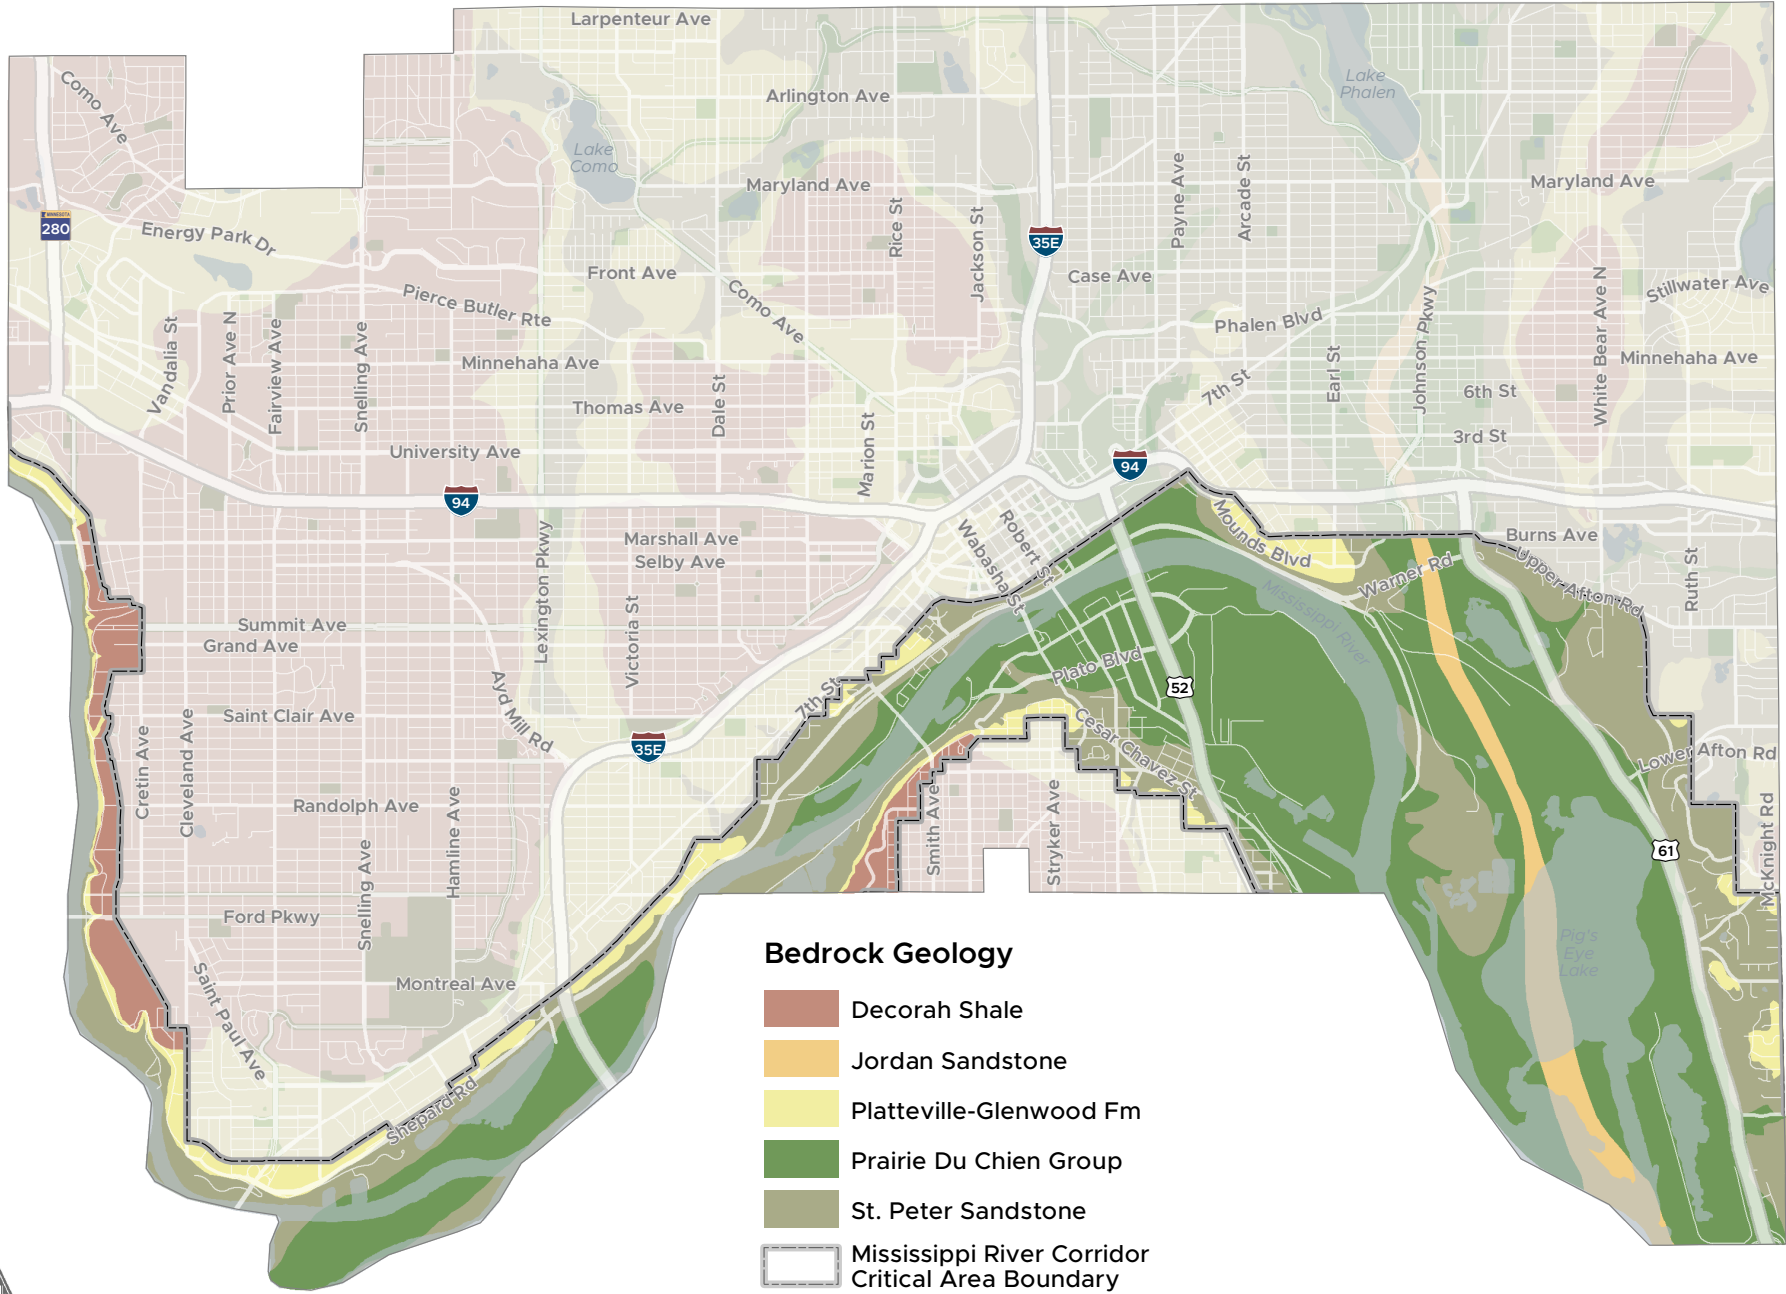 Larpenteur Ave
Como Ave
Arlington Ave
Lake
Phalen
Lake
Como
Maryland Ave
Maryland Ave
Payne Ave
Arcade St
Rice St
Jackson St
MINNESOTA
280
Energy Park Dr
35E
Front Ave
Case Ave
Stillwater Ave
Pierce Butler Rte
Como Ave
Phalen Blvd
Johnson Pkwy
White Bear Ave N
Vandalia St
Prior Ave N
Fairview Ave
Snelling Ave
Minnehaha Ave
Minnehaha Ave
Earl St
7th St
6th St
Thomas Ave
Dale St
Marion St
3rd St
University Ave
94
94
Marshall Ave
Selby Ave
Lexington Pkwy
Wabasha St
Robert St
Mounds Blvd
Burns Ave
Upper Afton Rd
Ruth St
Warner Rd
Mississippi River
Summit Ave
Grand Ave
Victoria St
Plato Blvd
52
Saint Clair Ave
Ayd Mill Rd
7th St
35E
Cesar Chavez St
Lower Afton Rd
Cretin Ave
Cleveland Ave
Randolph Ave
Hamline Ave
Snelling Ave
Smith Ave
Stryker Ave
61
McKnight Rd
Ford Pkwy
Pig's
Eye
Lake
Saint Paul Ave
Montreal Ave
Shepard Rd
Bedrock Geology
Decorah Shale
Jordan Sandstone
Platteville-Glenwood Fm
Prairie Du Chien Group
St. Peter Sandstone
Mississippi River Corridor
Critical Area Boundary